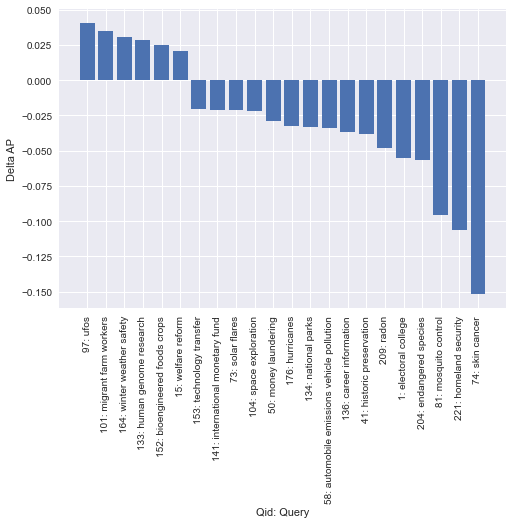 0.050
0.025
0.000
−0.025
−0.050
−0.075
−0.100
−0.125
−0.150
Delta AP
97: ufos
101: migrant farm workers
164: winter weather safety
133: human genome research
152: bioengineered foods crops
15: welfare reform
153: technology transfer
141: international monetary fund
73: solar flares
104: space exploration
50: money laundering
176: hurricanes
134: national parks
58: automobile emissions vehicle pollution
136: career information
41: historic preservation
209: radon
1: electoral college
204: endangered species
81: mosquito control
221: homeland security
74: skin cancer
Qid: Query